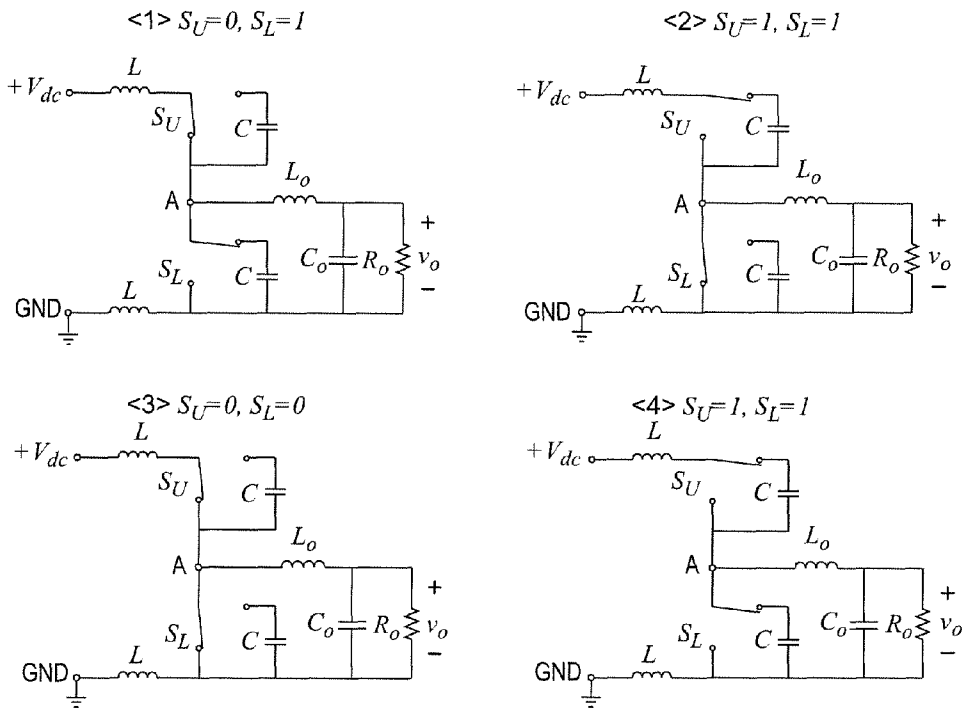 <1> S_U=0, S_L=1
L
+V_dc
S_U
C
A
L_o
S_L
C
C_o
R_o
+
v_o
−
L
GND
<2> S_U=1, S_L=1
L
+V_dc
S_U
C
A
L_o
S_L
C
C_o
R_o
+
v_o
−
L
GND
<3> S_U=0, S_L=0
L
+V_dc
S_U
C
A
L_o
S_L
C
C_o
R_o
+
v_o
−
L
GND
<4> S_U=1, S_L=1
L
+V_dc
S_U
C
A
L_o
S_L
C
C_o
R_o
+
v_o
−
L
GND